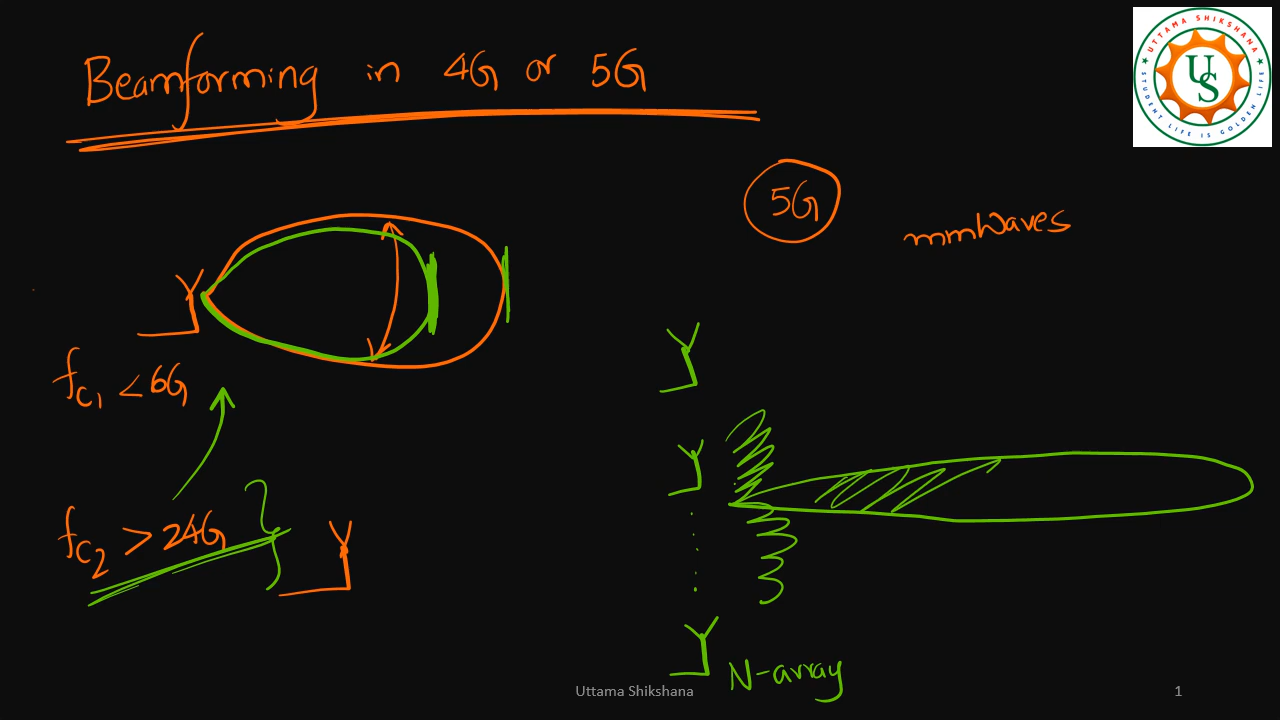 Beamforming in 4G or 5G
UTTAMA SHIKSHANA
US
STUDENT LIFE IS GOLDEN LIFE
5G
mmWaves
fc1 < 6G
fc2 > 24G
N-array
Uttama Shikshana
1